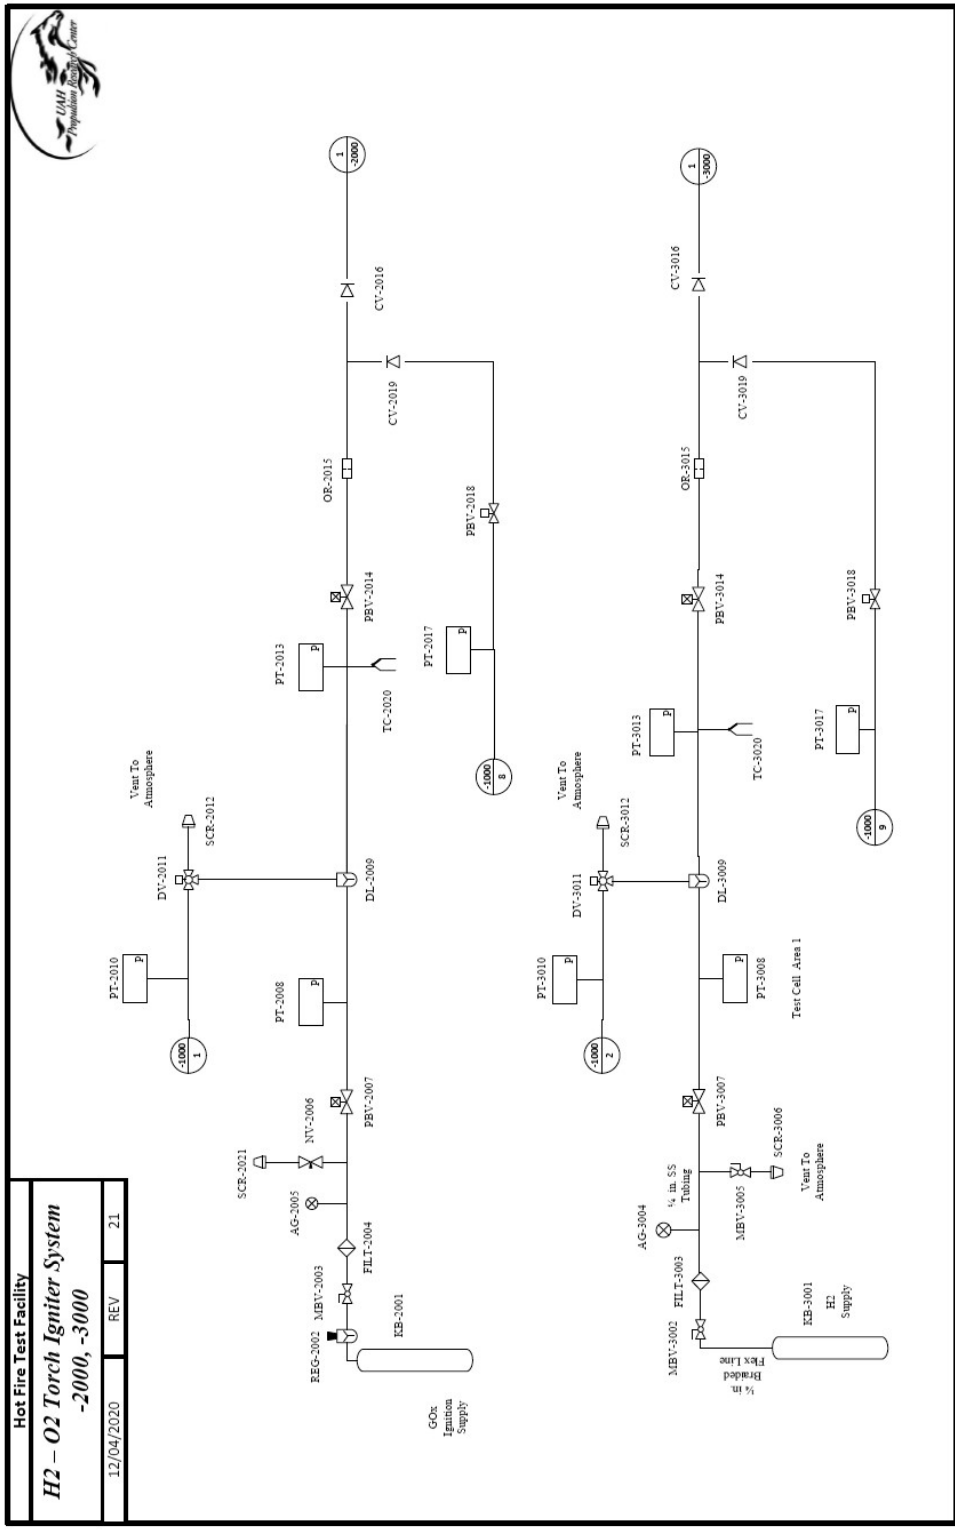 Hot Fire Test Facility
H2 – O2 Torch Igniter System
-2000, -3000
12/04/2020
REV
21
UAH
Propulsion Research Center
GOx
Ignition
Supply
KB-2001
REG-2002
MBV-2003
FILT-2004
AG-2005
SCR-2021
NV-2006
PBV-2007
PT-2008
P
-1000
1
PT-2010
P
DV-2011
SCR-2012
Vent To
Atmosphere
DL-2009
PT-2013
P
TC-2020
PBV-2014
OR-2015
CV-2016
1
-2000
CV-2019
PBV-2018
PT-2017
P
-1000
8
H2
Supply
KB-3001
¼ in.
Braided
Flex Line
MBV-3002
FILT-3003
AG-3004
¼ in. SS
Tubing
MBV-3005
SCR-3006
Vent To
Atmosphere
PBV-3007
PT-3008
P
Test Cell Area 1
-1000
2
PT-3010
P
DV-3011
SCR-3012
Vent To
Atmosphere
DL-3009
PT-3013
P
TC-3020
PBV-3014
OR-3015
CV-3016
1
-3000
CV-3019
PBV-3018
PT-3017
P
-1000
9